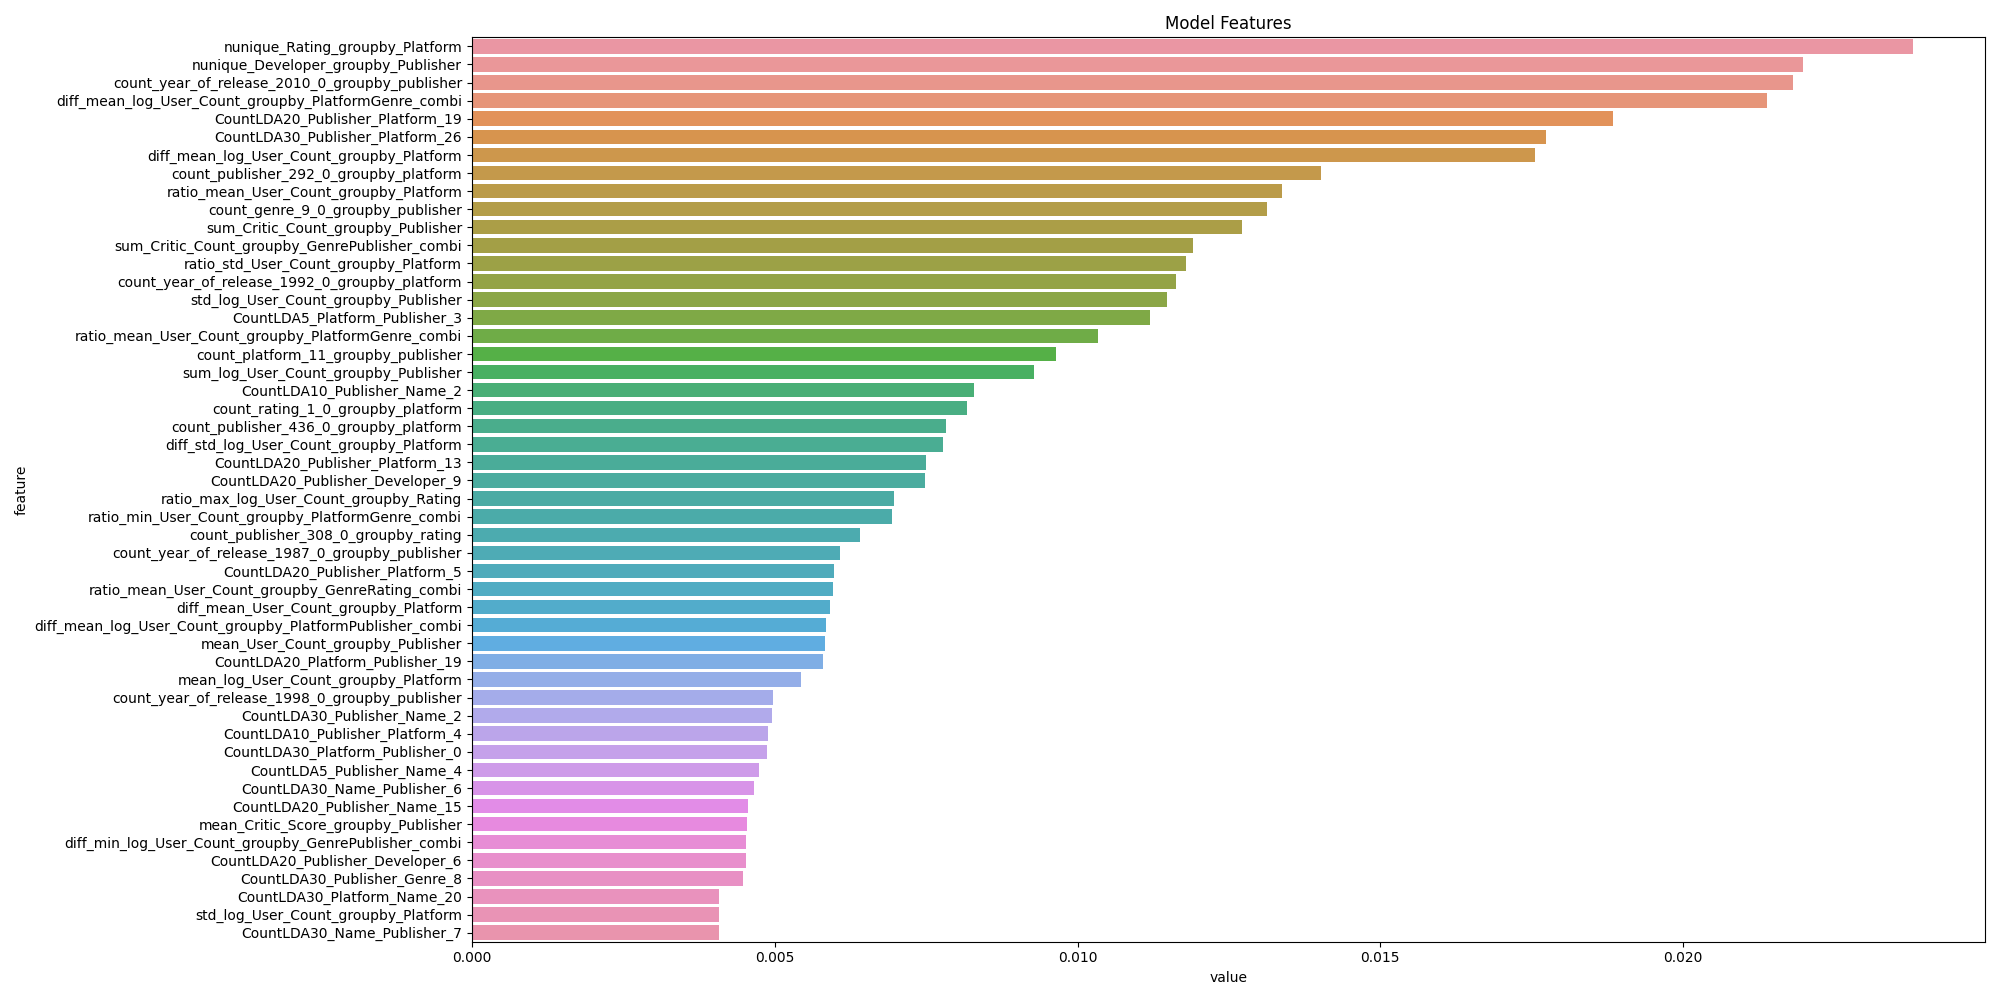 Model Features
nunique_Rating_groupby_Platform
nunique_Developer_groupby_Publisher
count_year_of_release_2010_0_groupby_publisher
diff_mean_log_User_Count_groupby_PlatformGenre_combi
CountLDA20_Publisher_Platform_19
CountLDA30_Publisher_Platform_26
diff_mean_log_User_Count_groupby_Platform
count_publisher_292_0_groupby_platform
ratio_mean_User_Count_groupby_Platform
count_genre_9_0_groupby_publisher
sum_Critic_Count_groupby_Publisher
sum_Critic_Count_groupby_GenrePublisher_combi
ratio_std_User_Count_groupby_Platform
count_year_of_release_1992_0_groupby_platform
std_log_User_Count_groupby_Publisher
CountLDA5_Platform_Publisher_3
ratio_mean_User_Count_groupby_PlatformGenre_combi
count_platform_11_groupby_publisher
sum_log_User_Count_groupby_Publisher
CountLDA10_Publisher_Name_2
count_rating_1_0_groupby_platform
count_publisher_436_0_groupby_platform
diff_std_log_User_Count_groupby_Platform
CountLDA20_Publisher_Platform_13
CountLDA20_Publisher_Developer_9
ratio_max_log_User_Count_groupby_Rating
ratio_min_User_Count_groupby_PlatformGenre_combi
count_publisher_308_0_groupby_rating
count_year_of_release_1987_0_groupby_publisher
CountLDA20_Publisher_Platform_5
ratio_mean_User_Count_groupby_GenreRating_combi
diff_mean_User_Count_groupby_Platform
diff_mean_log_User_Count_groupby_PlatformPublisher_combi
mean_User_Count_groupby_Publisher
CountLDA20_Platform_Publisher_19
mean_log_User_Count_groupby_Platform
count_year_of_release_1998_0_groupby_publisher
CountLDA30_Publisher_Name_2
CountLDA10_Publisher_Platform_4
CountLDA30_Platform_Publisher_0
CountLDA5_Publisher_Name_4
CountLDA30_Name_Publisher_6
CountLDA20_Publisher_Name_15
mean_Critic_Score_groupby_Publisher
diff_min_log_User_Count_groupby_GenrePublisher_combi
CountLDA20_Publisher_Developer_6
CountLDA30_Publisher_Genre_8
CountLDA30_Platform_Name_20
std_log_User_Count_groupby_Platform
CountLDA30_Name_Publisher_7
feature
0.000 0.005 0.010 0.015 0.020
value